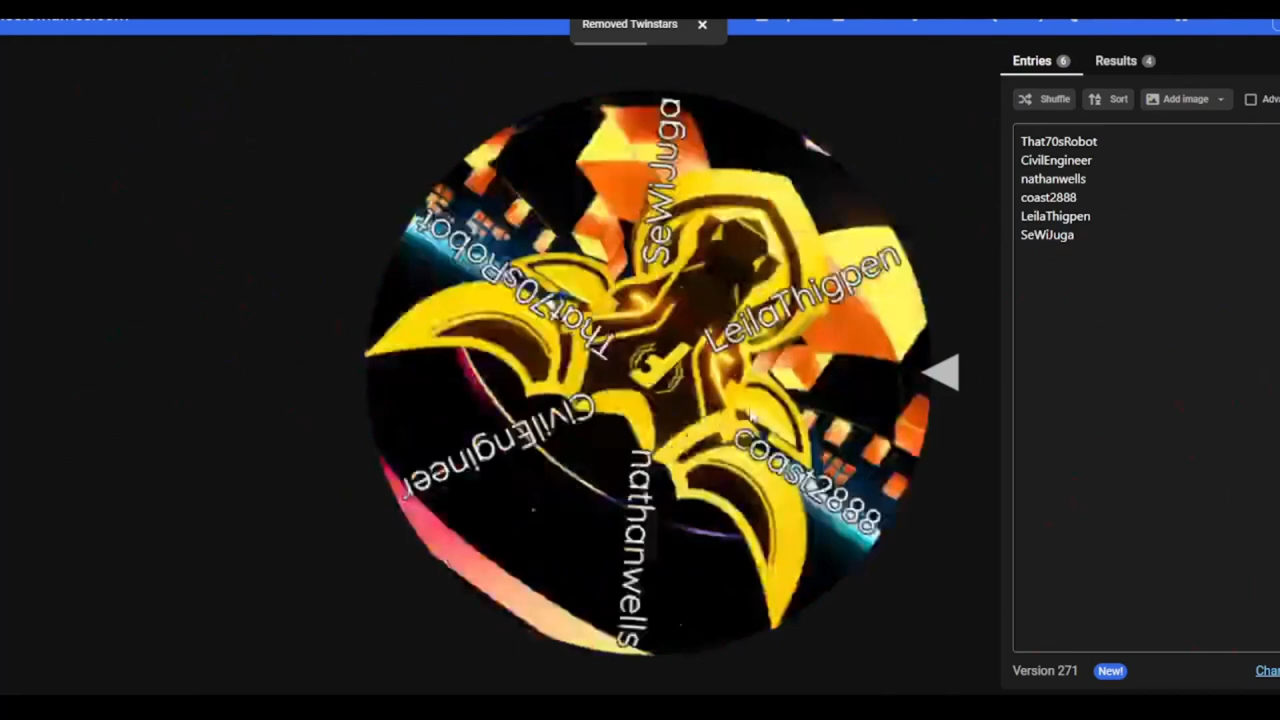 Removed Twinstars
Entries 6
Results 4
Shuffle
Sort
Add image
That70sRobot
CivilEngineer
nathanwells
coast2888
LeilaThigpen
SeWiJuga
SeWiJuga
LeilaThigpen
That70sRobot
CivilEngineer
coast2888
nathanwells
Version 271
New!